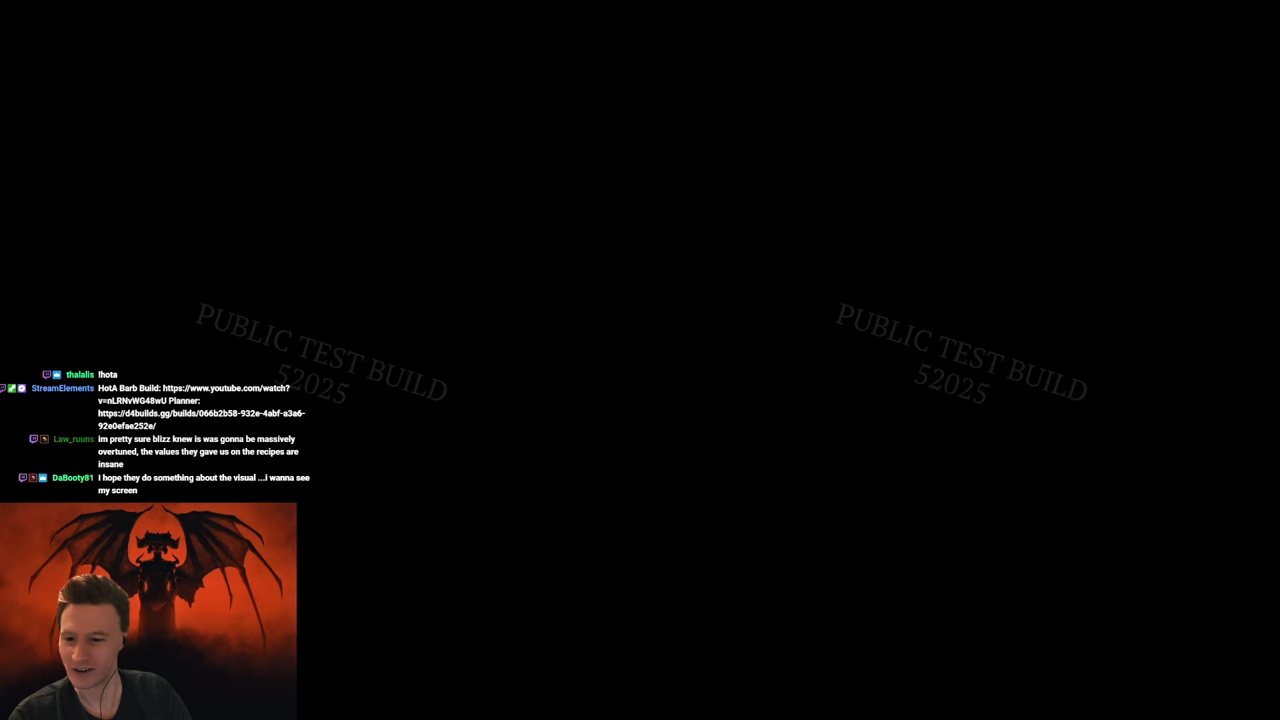 PUBLIC TEST BUILD
52025
PUBLIC TEST BUILD
52025
thalalis !hota
StreamElements HotA Barb Build: https://www.youtube.com/watch?
v=nLRNvWG48wU Planner:
https://d4builds.gg/builds/066b2b58-932e-4abf-a3a6-
92e0efae252e/
Law_ruuns im pretty sure blizz knew is was gonna be massively
overtuned, the values they gave us on the recipes are
insane
DaBooty81 I hope they do something about the visual ...I wanna see
my screen